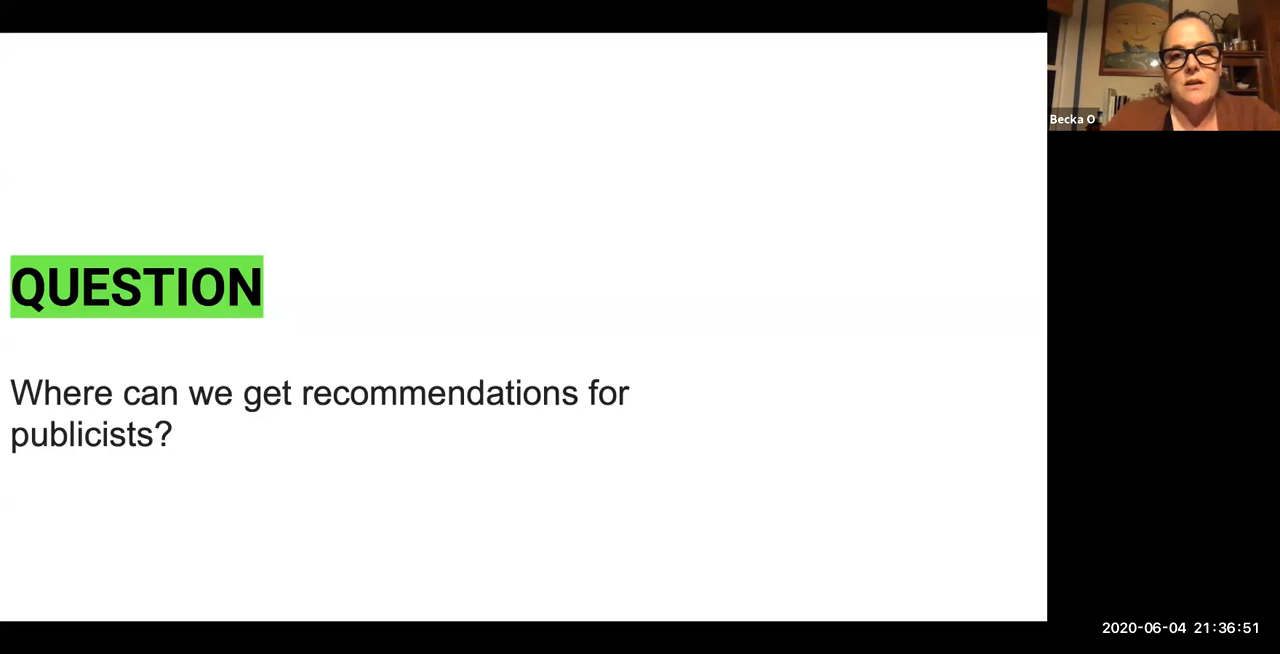 QUESTION
Where can we get recommendations for
publicists?
Becka O
2020-06-04 21:36:51